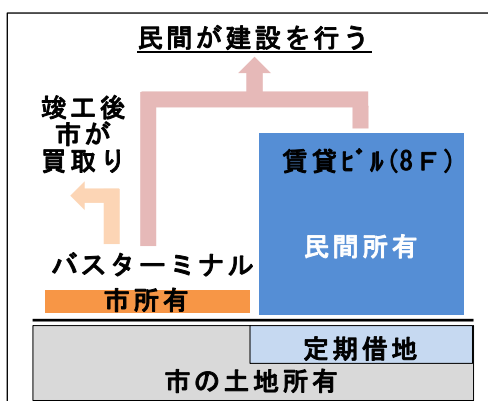 民間が建設を行う
竣工後
市が
買取り
賃貸ﾋﾞﾙ(8F)
民間所有
バスターミナル
市所有
定期借地
市の土地所有